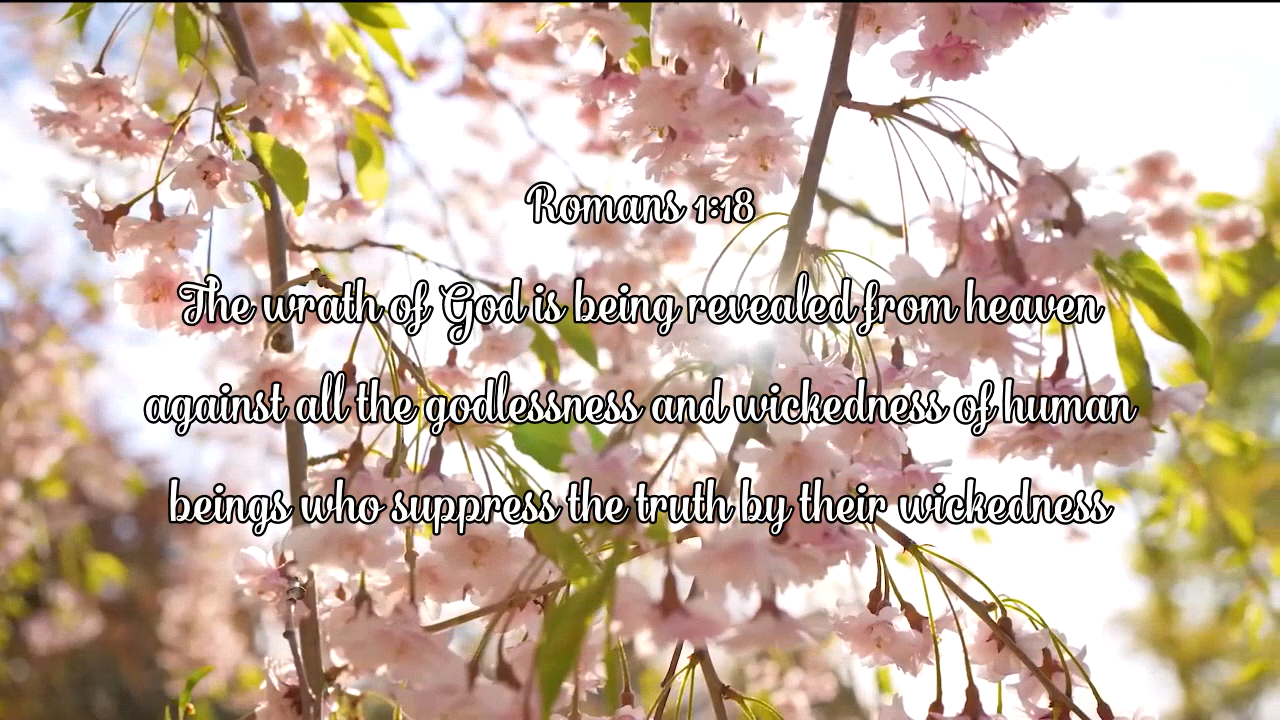 Romans 1:18
The wrath of God is being revealed from heaven
against all the godlessness and wickedness of human
beings who suppress the truth by their wickedness